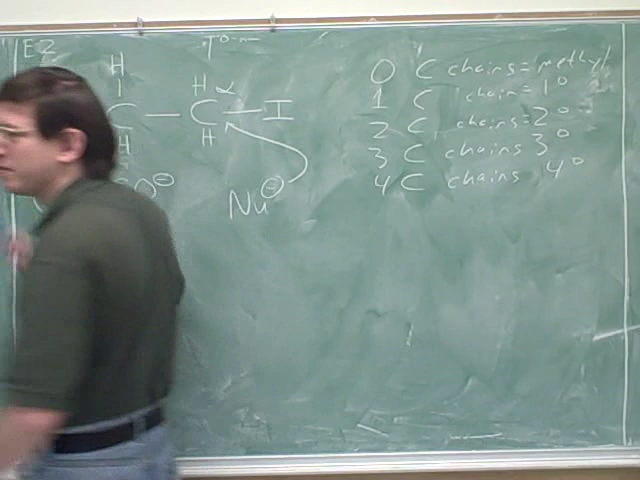 E2
H H α
C — C — I
H H
O⊖
Nu⊖
0 C chains = methyl
1 C chain = 1°
2 C chains = 2°
3 C chains 3°
4 C chains 4°